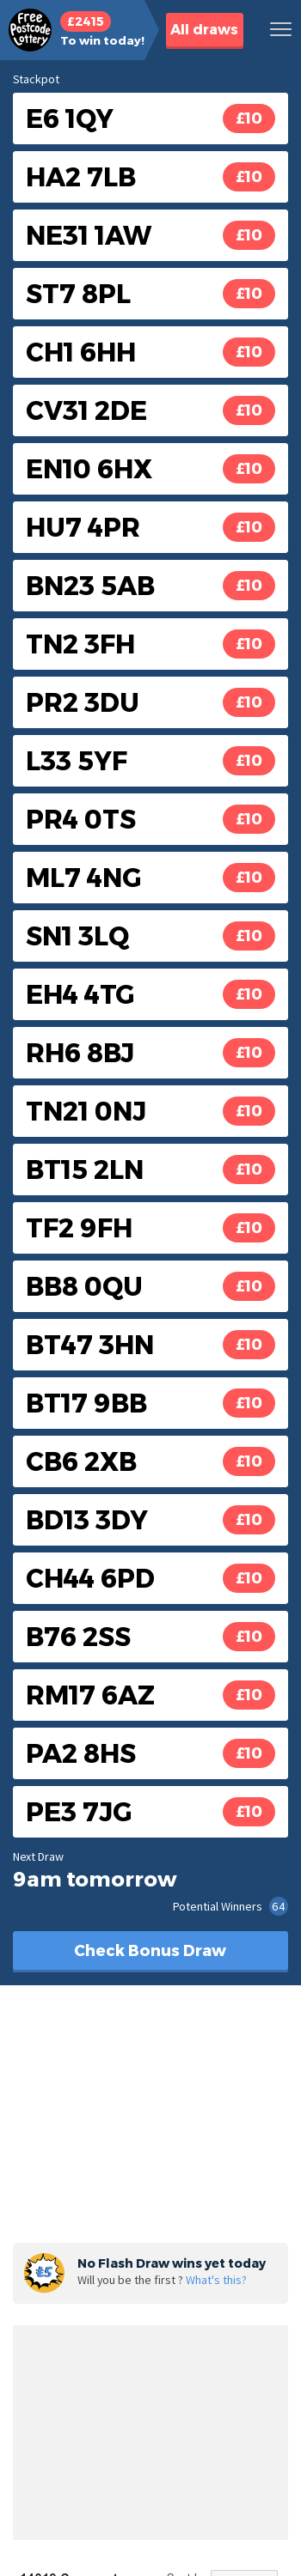 Free
Postcode
Lottery
£2415
To win today!
All draws
Stackpot
E6 1QY £10
HA2 7LB £10
NE31 1AW £10
ST7 8PL £10
CH1 6HH £10
CV31 2DE £10
EN10 6HX £10
HU7 4PR £10
BN23 5AB £10
TN2 3FH £10
PR2 3DU £10
L33 5YF £10
PR4 0TS £10
ML7 4NG £10
SN1 3LQ £10
EH4 4TG £10
RH6 8BJ £10
TN21 0NJ £10
BT15 2LN £10
TF2 9FH £10
BB8 0QU £10
BT47 3HN £10
BT17 9BB £10
CB6 2XB £10
BD13 3DY £10
CH44 6PD £10
B76 2SS £10
RM17 6AZ £10
PA2 8HS £10
PE3 7JG £10
Next Draw
9am tomorrow
Potential Winners 64
Check Bonus Draw
£5
No Flash Draw wins yet today
Will you be the first ? What's this?